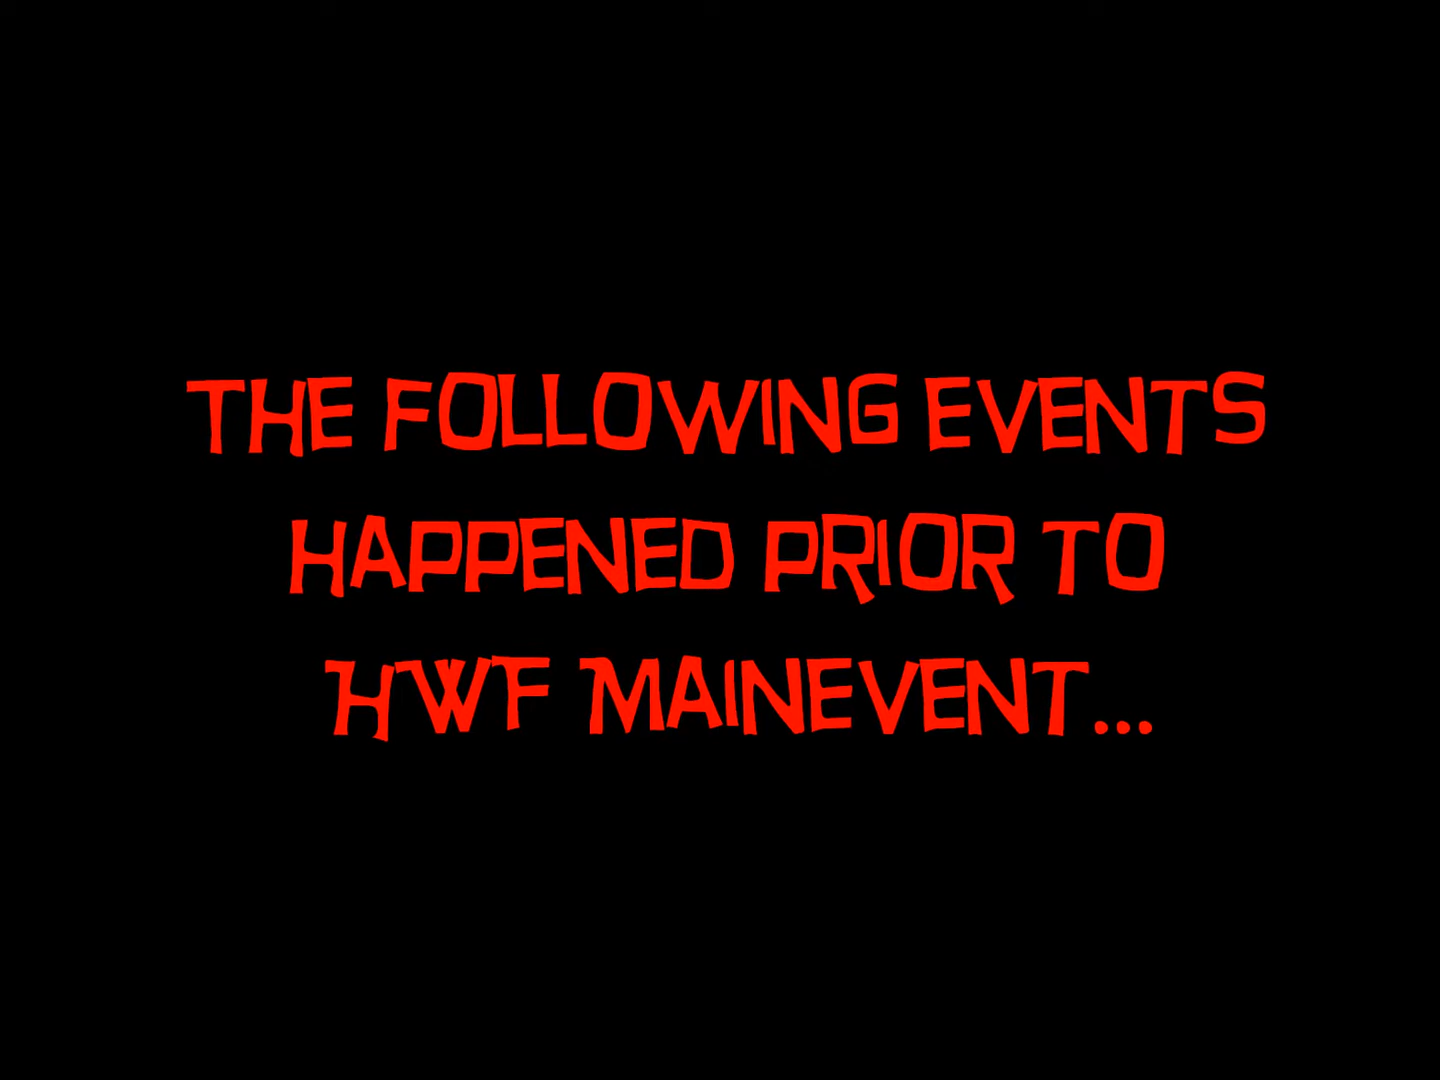 THE FOLLOWING EVENTS
HAPPENED PRIOR TO
HWF MAINEVENT...